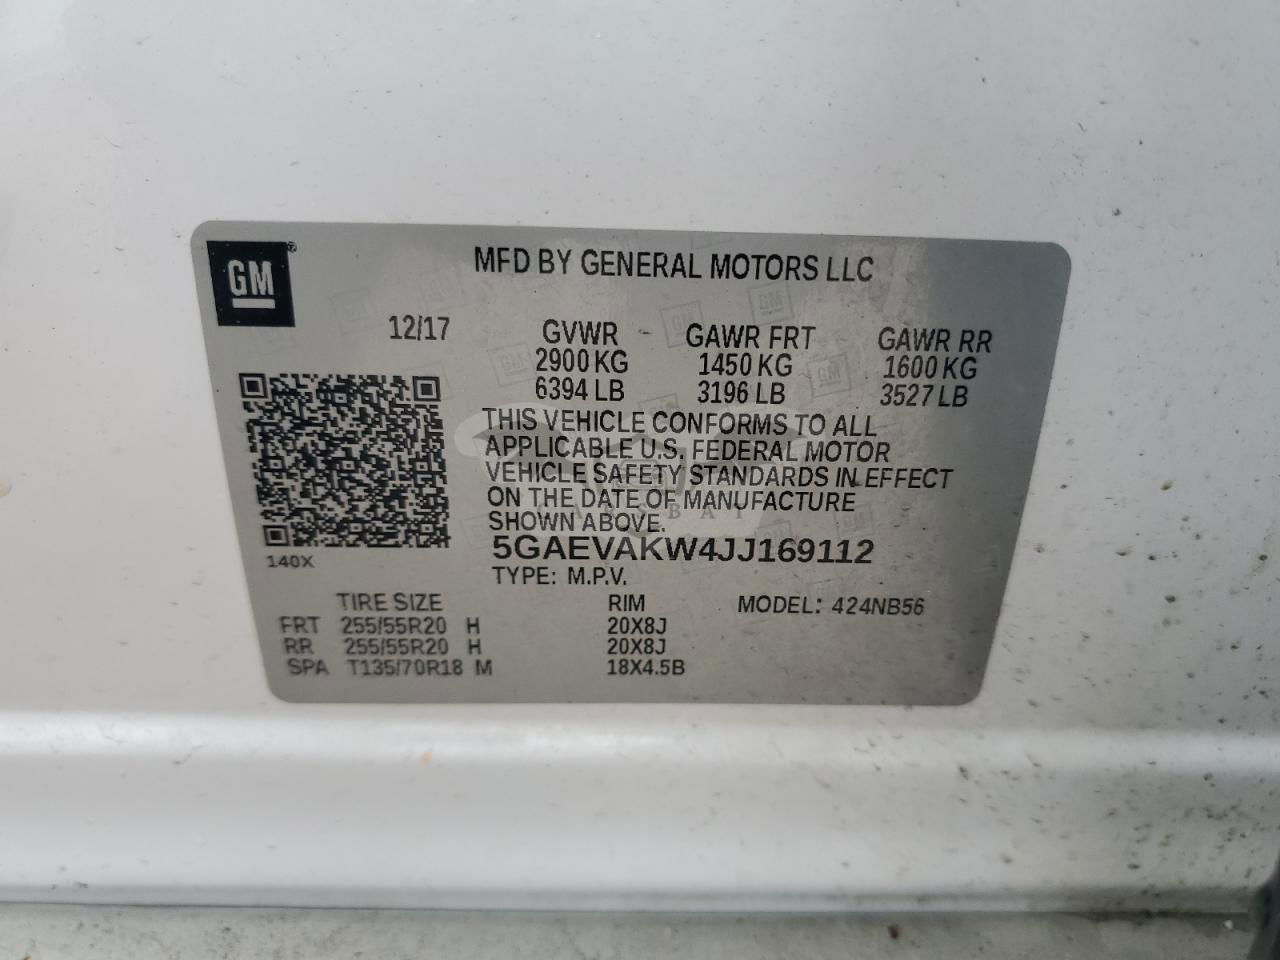 GM
MFD BY GENERAL MOTORS LLC
12/17 GVWR GAWR FRT GAWR RR
2900 KG 1450 KG 1600 KG
6394 LB 3196 LB 3527 LB
THIS VEHICLE CONFORMS TO ALL
APPLICABLE U.S. FEDERAL MOTOR
VEHICLE SAFETY STANDARDS IN EFFECT
ON THE DATE OF MANUFACTURE
SHOWN ABOVE.
5GAEVAKW4JJ169112
140X
TYPE: M.P.V.
TIRE SIZE RIM MODEL: 424NB56
FRT 255/55R20 H 20X8J
RR 255/55R20 H 20X8J
SPA T135/70R18 M 18X4.5B